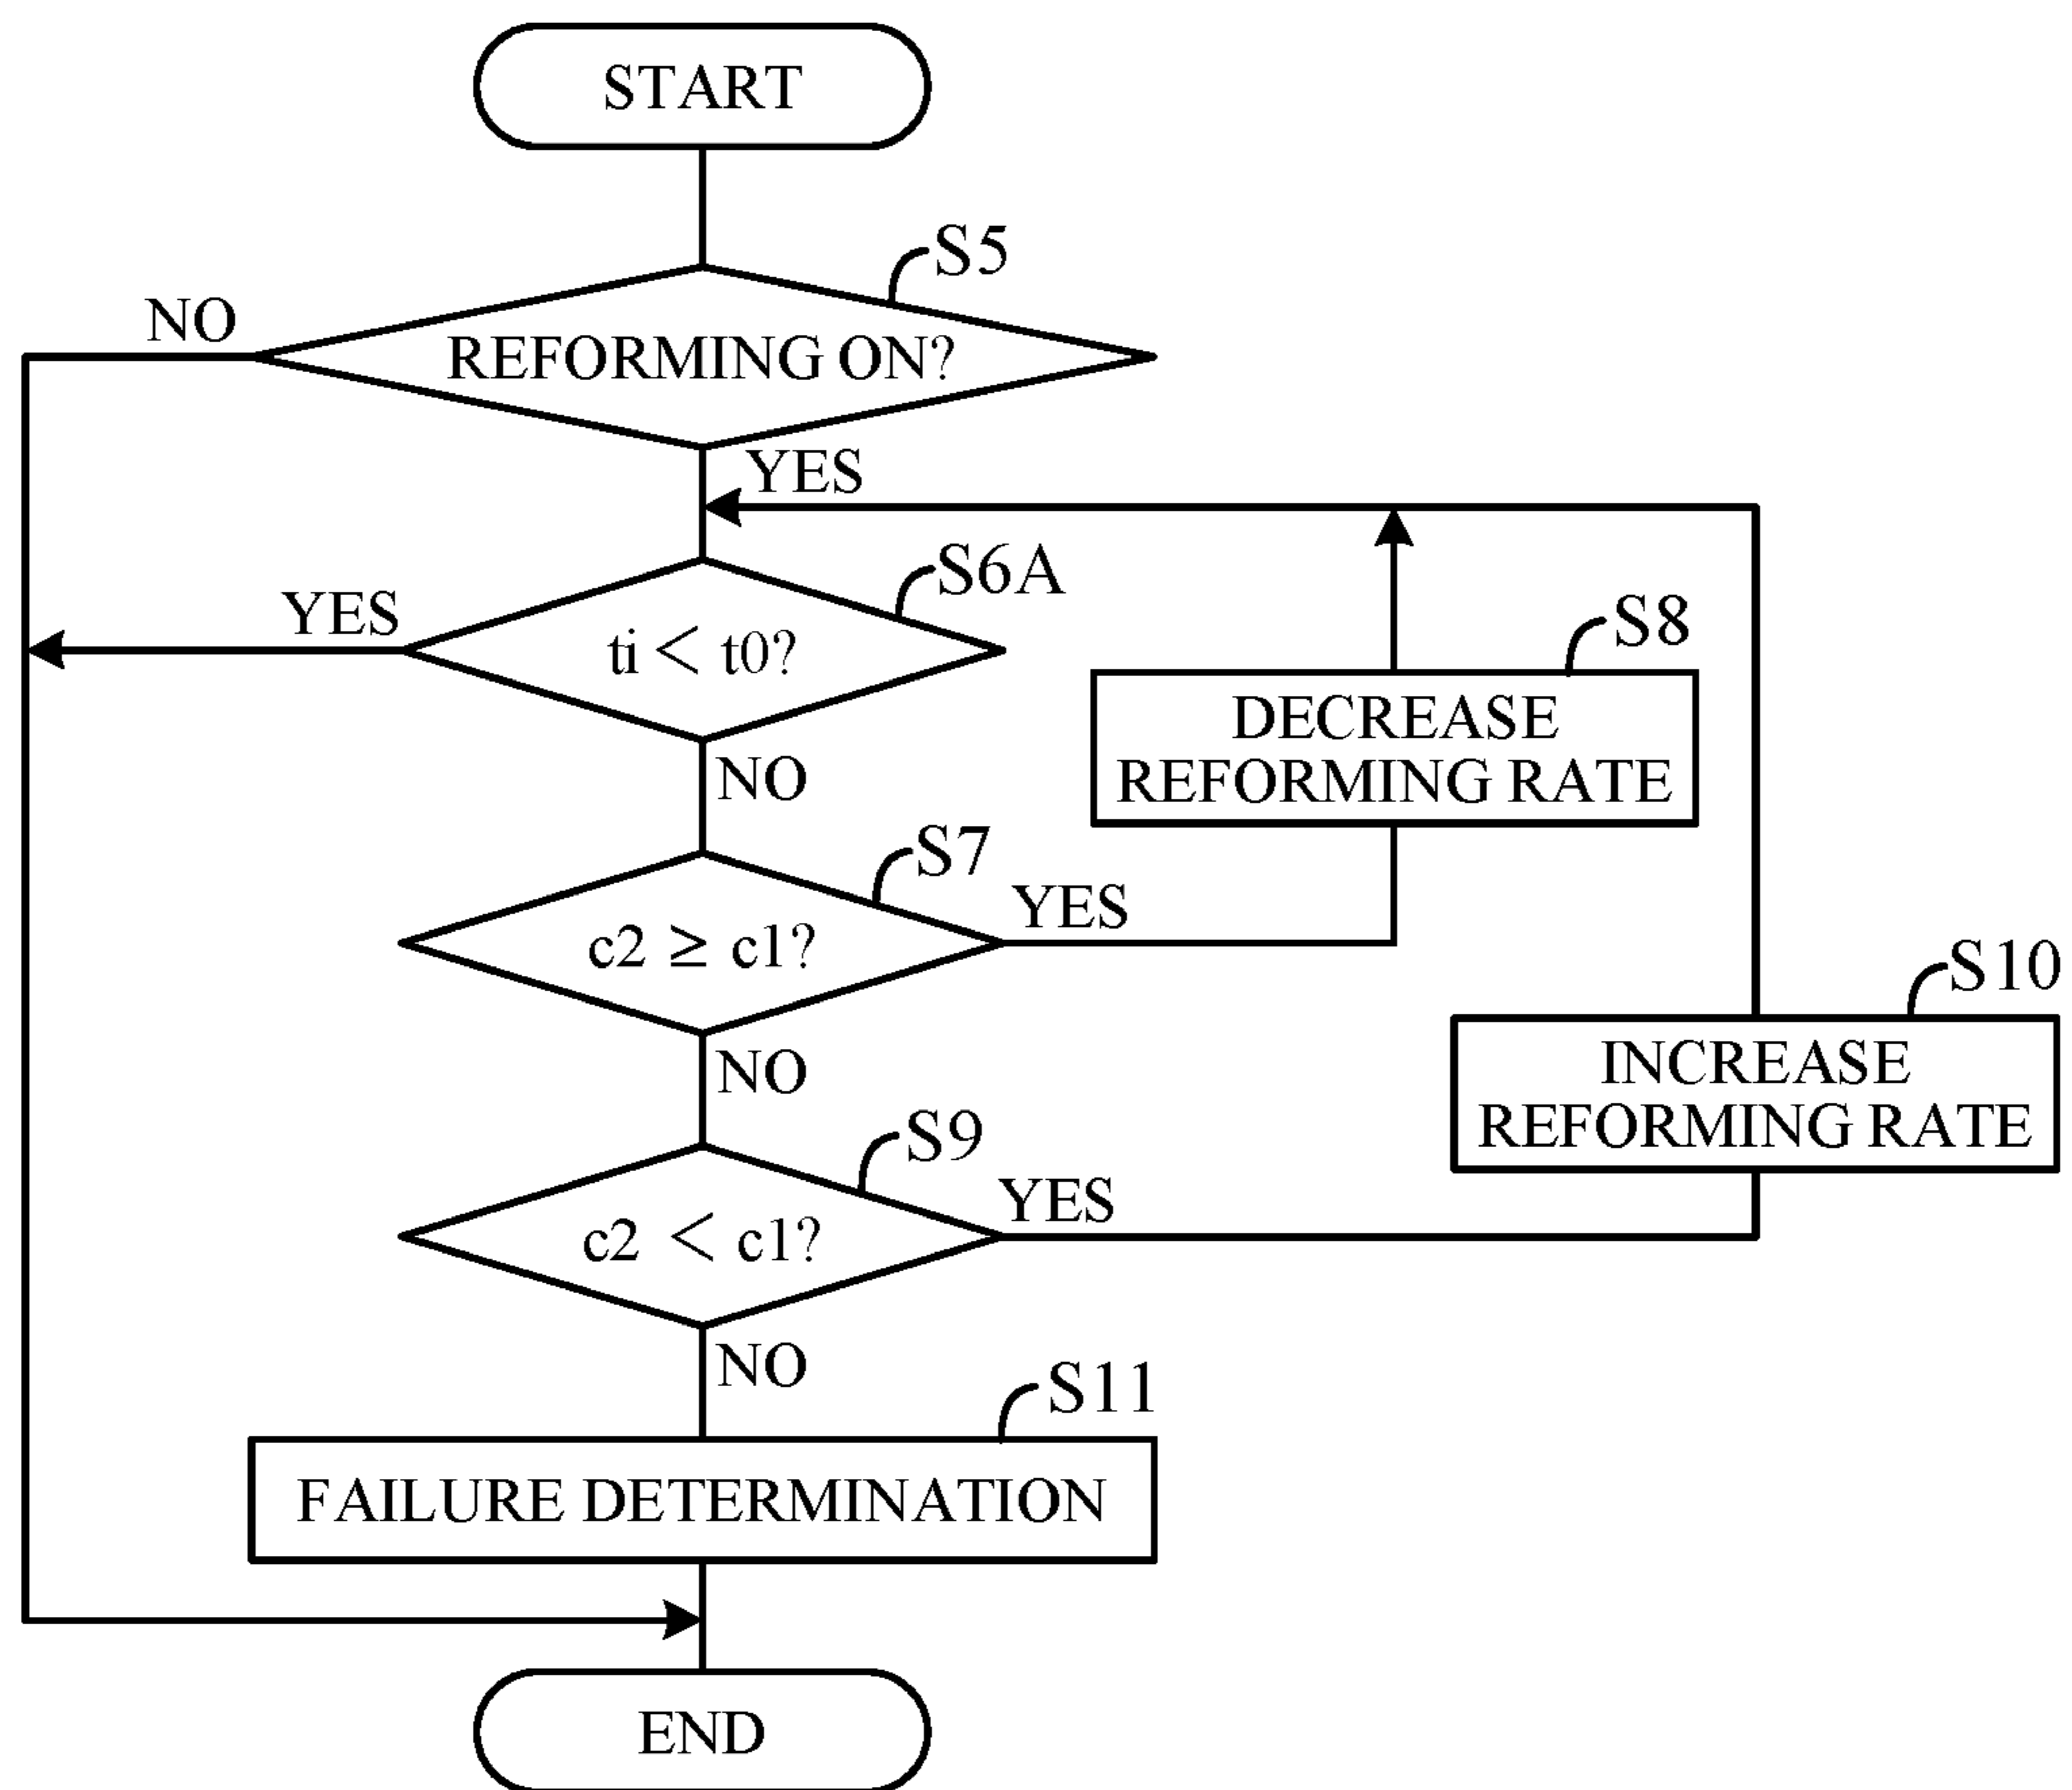 START
S5
NO
REFORMING ON?
YES
S6A
YES
ti < t0?
S8
DECREASE
REFORMING RATE
NO
S7
YES
c2 ≥ c1?
S10
INCREASE
REFORMING RATE
NO
S9
YES
c2 < c1?
NO
S11
FAILURE DETERMINATION
END